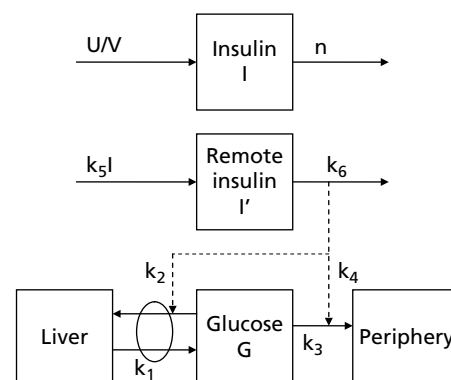 U/V
Insulin
I
n
k₅I
Remote
insulin
I'
k₆
k₂
k₄
Liver
k₁
Glucose
G
k₃
Periphery